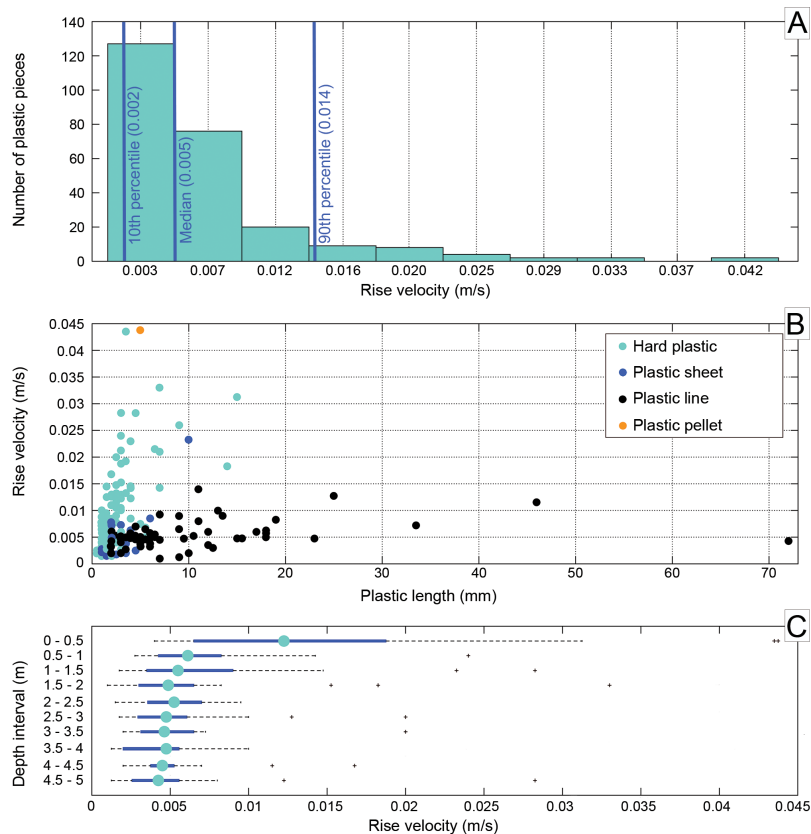 A
140
120
100
80
60
40
20
0
Number of plastic pieces
10th percentile (0.002)
Median (0.005)
90th percentile (0.014)
0.003 0.007 0.012 0.016 0.020 0.025 0.029 0.033 0.037 0.042
Rise velocity (m/s)
B
0.045
0.04
0.035
0.03
0.025
0.02
0.015
0.01
0.005
0
Rise velocity (m/s)
Hard plastic
Plastic sheet
Plastic line
Plastic pellet
0 10 20 30 40 50 60 70
Plastic length (mm)
C
Depth interval (m)
0 - 0.5
0.5 - 1
1 - 1.5
1.5 - 2
2 - 2.5
2.5 - 3
3 - 3.5
3.5 - 4
4 - 4.5
4.5 - 5
0 0.005 0.01 0.015 0.02 0.025 0.03 0.035 0.04 0.045
Rise velocity (m/s)